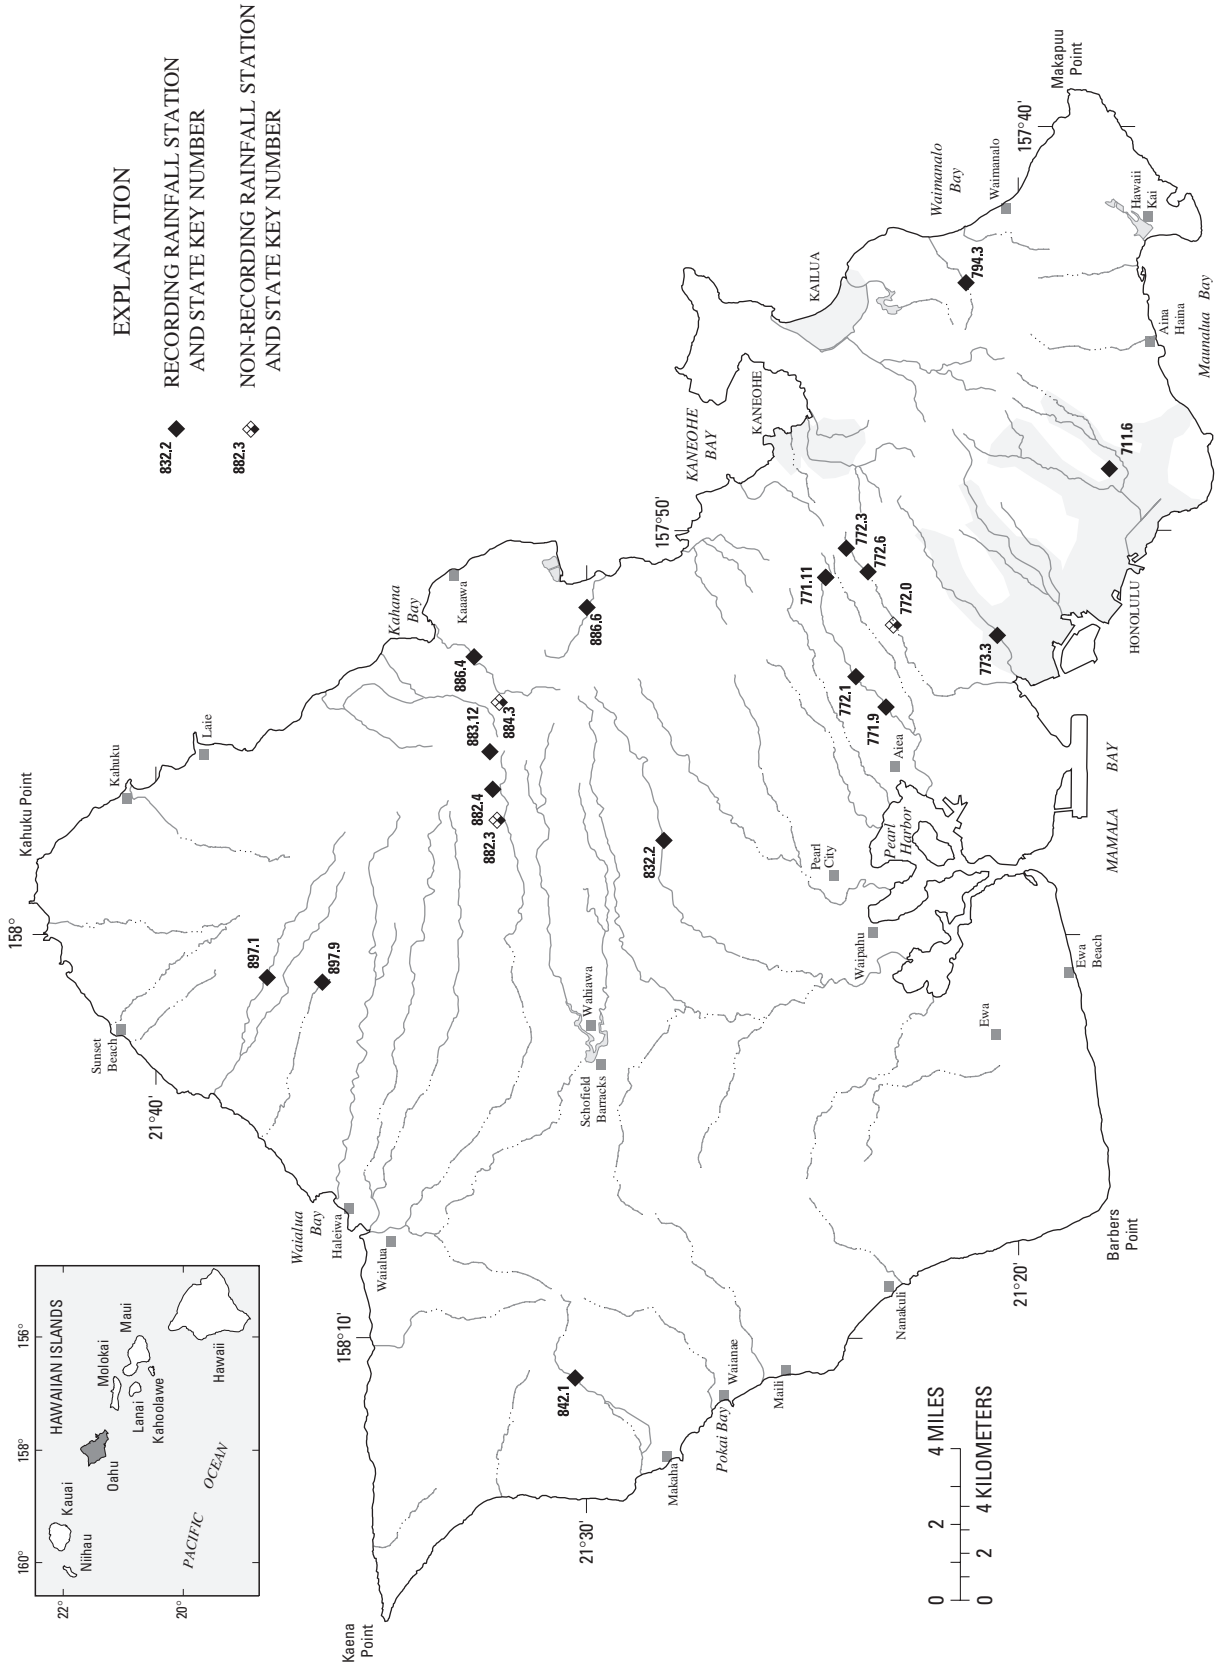 160°
158°
156°
22°
20°
HAWAIIAN ISLANDS
Niihau
Kauai
Oahu
Molokai
Lanai
Maui
Kahoolawe
Hawaii
PACIFIC
OCEAN
EXPLANATION
832.2
RECORDING RAINFALL STATION
AND STATE KEY NUMBER
882.3
NON-RECORDING RAINFALL STATION
AND STATE KEY NUMBER
Kaena
Point
158°10'
Waialua
Bay
Haleiwa
Waialua
21°40'
Sunset
Beach
158°
Kahuku Point
Kahuku
Laie
897.1
897.9
Kahana
Bay
Kaaawa
886.4
883.12
884.3
882.4
882.3
886.6
157°50'
KANEOHE
BAY
KANEOHE
KAILUA
Waimanalo
Bay
Waimanalo
157°40'
Makapuu
Point
794.3
Hawaii
Kai
Aina
Haina
Maunalua Bay
711.6
772.3
772.6
771.11
772.0
773.3
772.1
771.9
Aiea
HONOLULU
832.2
Pearl
City
Pearl
Harbor
MAMALA BAY
Waipahu
Wahiawa
Schofield
Barracks
Ewa
Ewa
Beach
842.1
21°30'
Makaha
Pokai Bay
Waianae
Maili
Nanakuli
21°20'
Barbers
Point
0 2 4 MILES
0 2 4 KILOMETERS